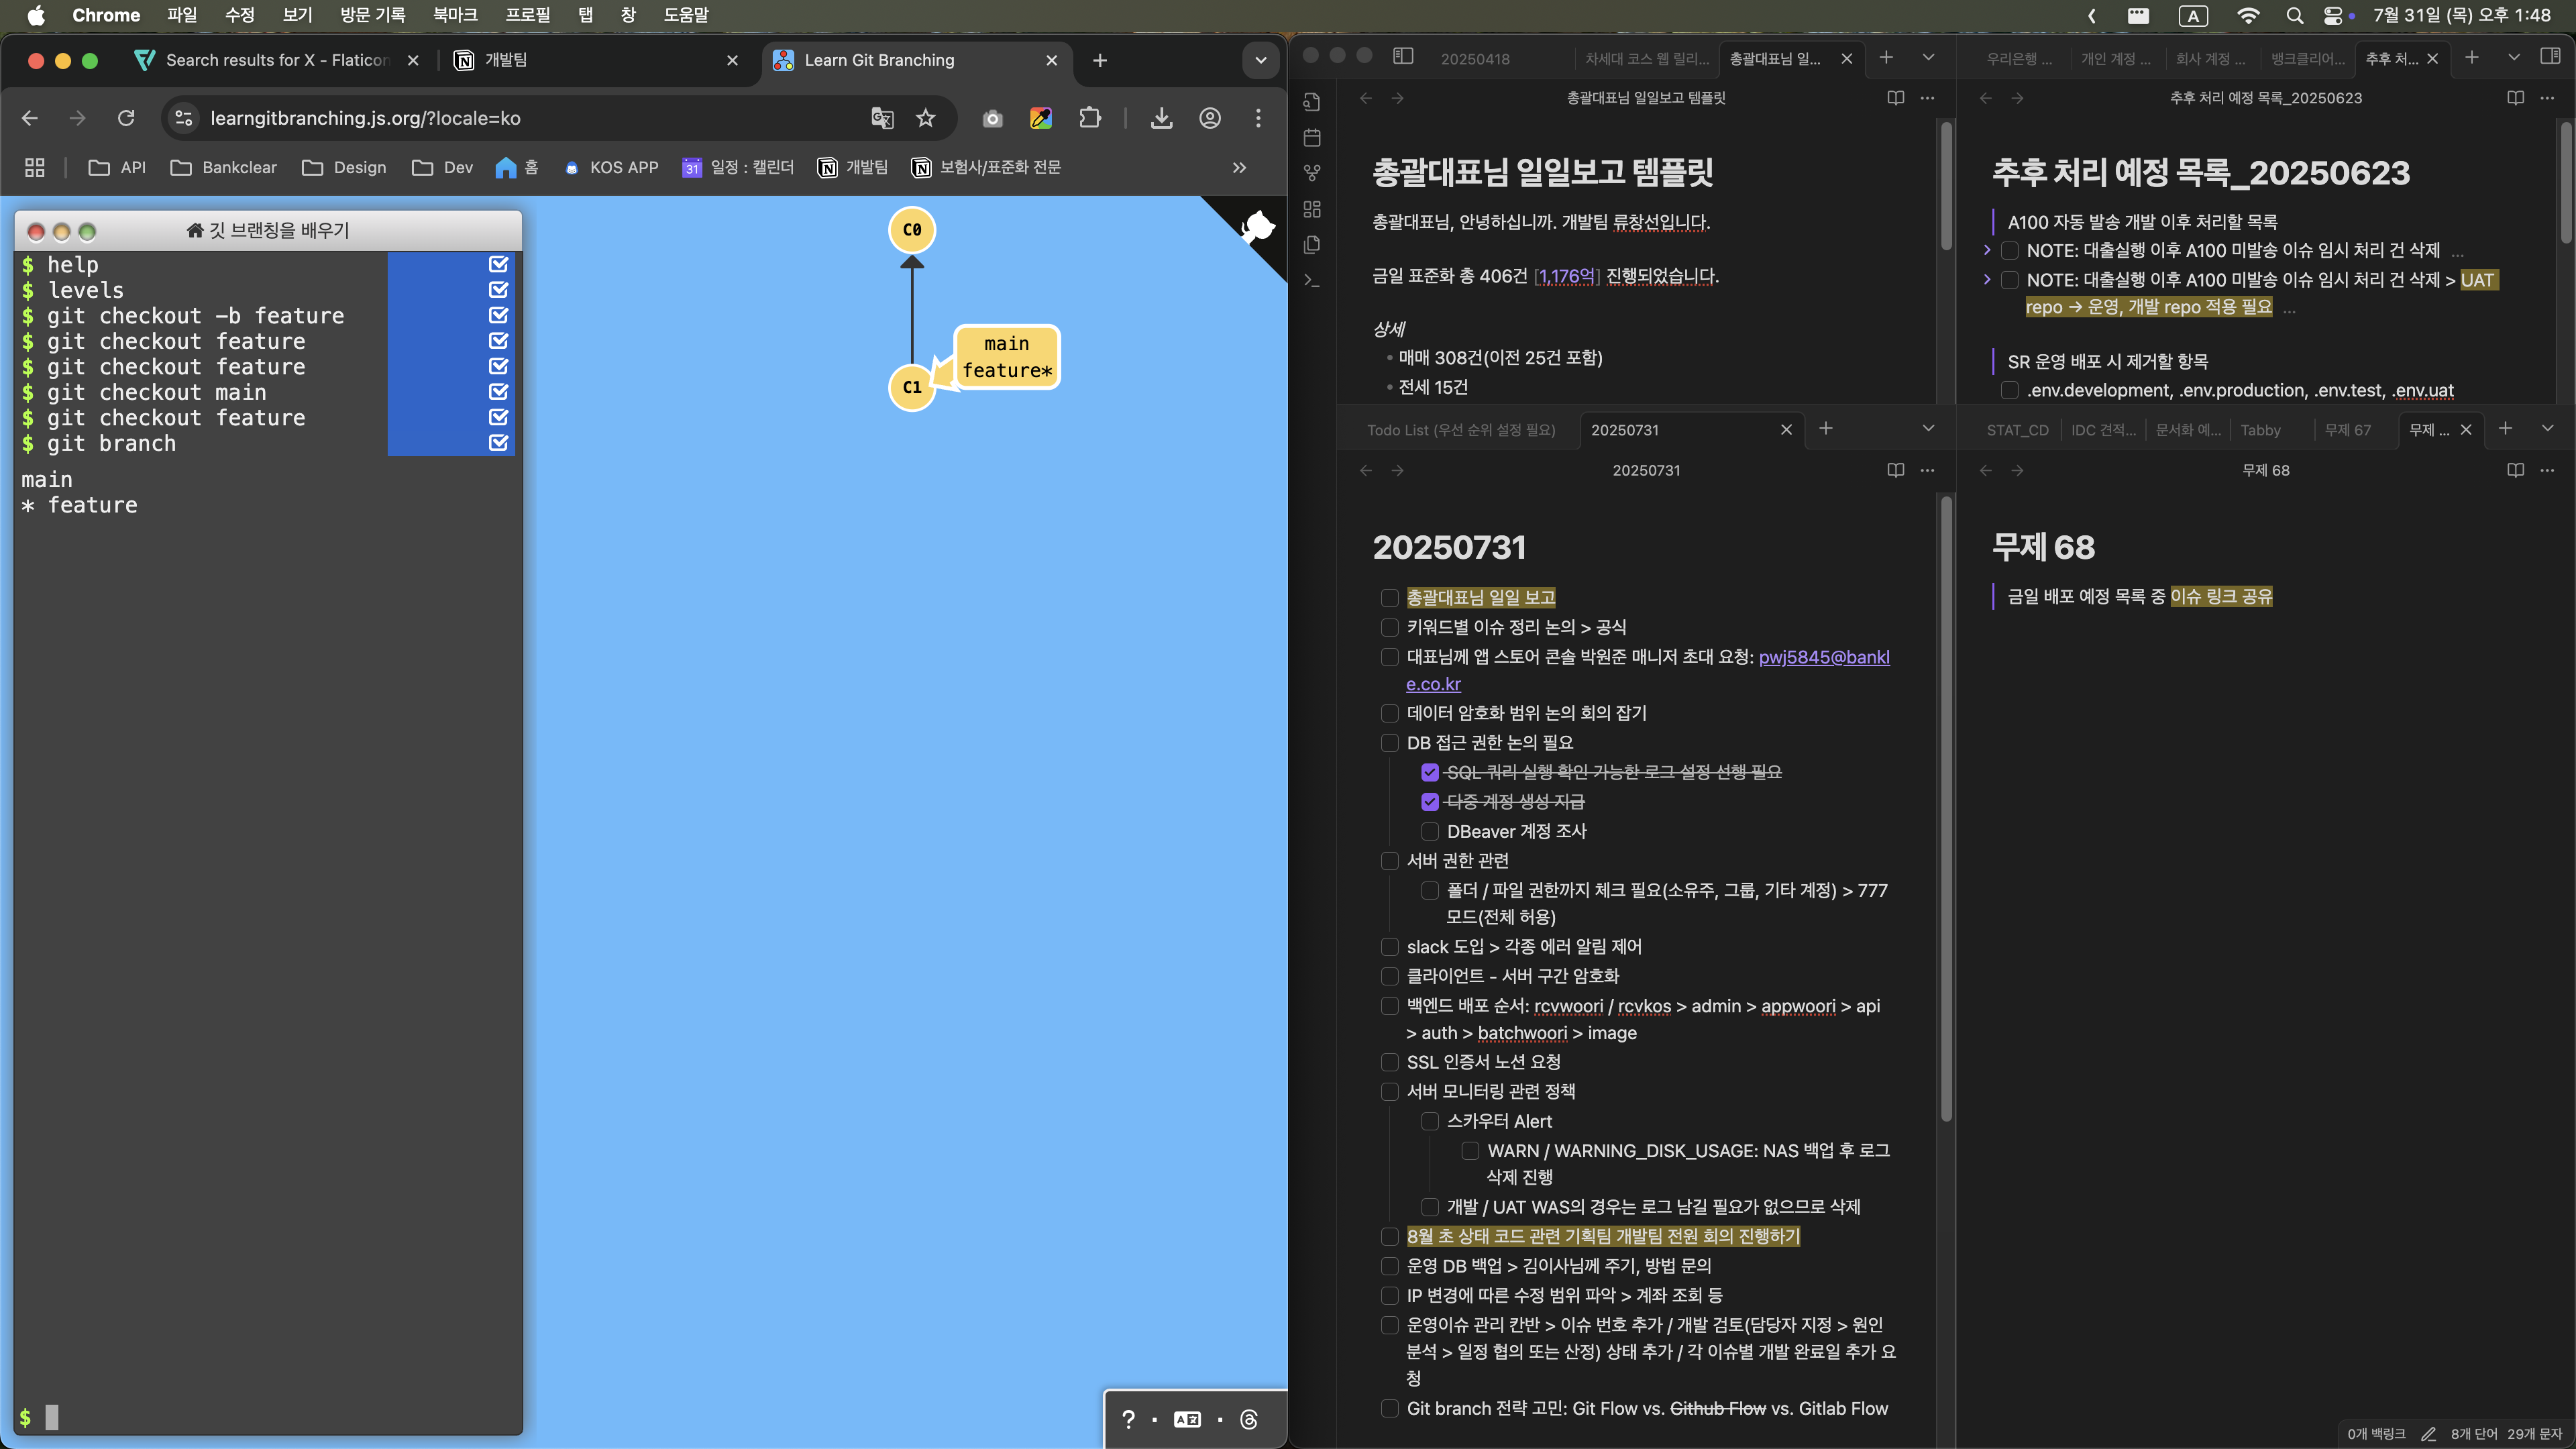 Chrome 파일 수정 보기 방문 기록 북마크 프로필 탭 창 도움말
A 7월 31일 (목) 오후 1:48
Search results for X - Flaticon
개발팀
Learn Git Branching
learngitbranching.js.org/?locale=ko
API Bankclear Design Dev 홈 KOS APP 31 일정 : 캘린더 개발팀 보험사/표준화 전문
깃 브랜칭을 배우기
$ help
$ levels
$ git checkout -b feature
$ git checkout feature
$ git checkout feature
$ git checkout main
$ git checkout feature
$ git branch
main
* feature
$
C0
main
feature*
C1
?
20250418 차세대 코스 웹 릴리... 총괄대표님 일...
총괄대표님 일일보고 템플릿
총괄대표님 일일보고 템플릿
총괄대표님, 안녕하십니까. 개발팀 류창선입니다.
금일 표준화 총 406건 [1,176억] 진행되었습니다.
상세
매매 308건(이전 25건 포함)
전세 15건
우리은행 ... 개인 계정 ... 회사 계정 ... 뱅크클리어... 추후 처...
추후 처리 예정 목록_20250623
추후 처리 예정 목록_20250623
A100 자동 발송 개발 이후 처리할 목록
NOTE: 대출실행 이후 A100 미발송 이슈 임시 처리 건 삭제 ...
NOTE: 대출실행 이후 A100 미발송 이슈 임시 처리 건 삭제 > UAT
repo → 운영, 개발 repo 적용 필요 ...
SR 운영 배포 시 제거할 항목
.env.development, .env.production, .env.test, .env.uat
Todo List (우선 순위 설정 필요) 20250731
20250731
20250731
총괄대표님 일일 보고
키워드별 이슈 정리 논의 > 공식
대표님께 앱 스토어 콘솔 박원준 매니저 초대 요청: pwj5845@bankl
e.co.kr
데이터 암호화 범위 논의 회의 잡기
DB 접근 권한 논의 필요
SQL 쿼리 실행 확인 가능한 로그 설정 선행 필요
다중 계정 생성 지급
DBeaver 계정 조사
서버 권한 관련
폴더 / 파일 권한까지 체크 필요(소유주, 그룹, 기타 계정) > 777
모드(전체 허용)
slack 도입 > 각종 에러 알림 제어
클라이언트 - 서버 구간 암호화
백엔드 배포 순서: rcvwoori / rcvkos > admin > appwoori > api
> auth > batchwoori > image
SSL 인증서 노션 요청
서버 모니터링 관련 정책
스카우터 Alert
WARN / WARNING_DISK_USAGE: NAS 백업 후 로그
삭제 진행
개발 / UAT WAS의 경우는 로그 남길 필요가 없으므로 삭제
8월 초 상태 코드 관련 기획팀 개발팀 전원 회의 진행하기
운영 DB 백업 > 김이사님께 주기, 방법 문의
IP 변경에 따른 수정 범위 파악 > 계좌 조회 등
운영이슈 관리 칸반 > 이슈 번호 추가 / 개발 검토(담당자 지정 > 원인
분석 > 일정 협의 또는 산정) 상태 추가 / 각 이슈별 개발 완료일 추가 요
청
Git branch 전략 고민: Git Flow vs. Github Flow vs. Gitlab Flow
STAT_CD IDC 견적... 문서화 예... Tabby 무제 67 무제 ...
무제 68
무제 68
금일 배포 예정 목록 중 이슈 링크 공유
0개 백링크 8개 단어 29개 문자